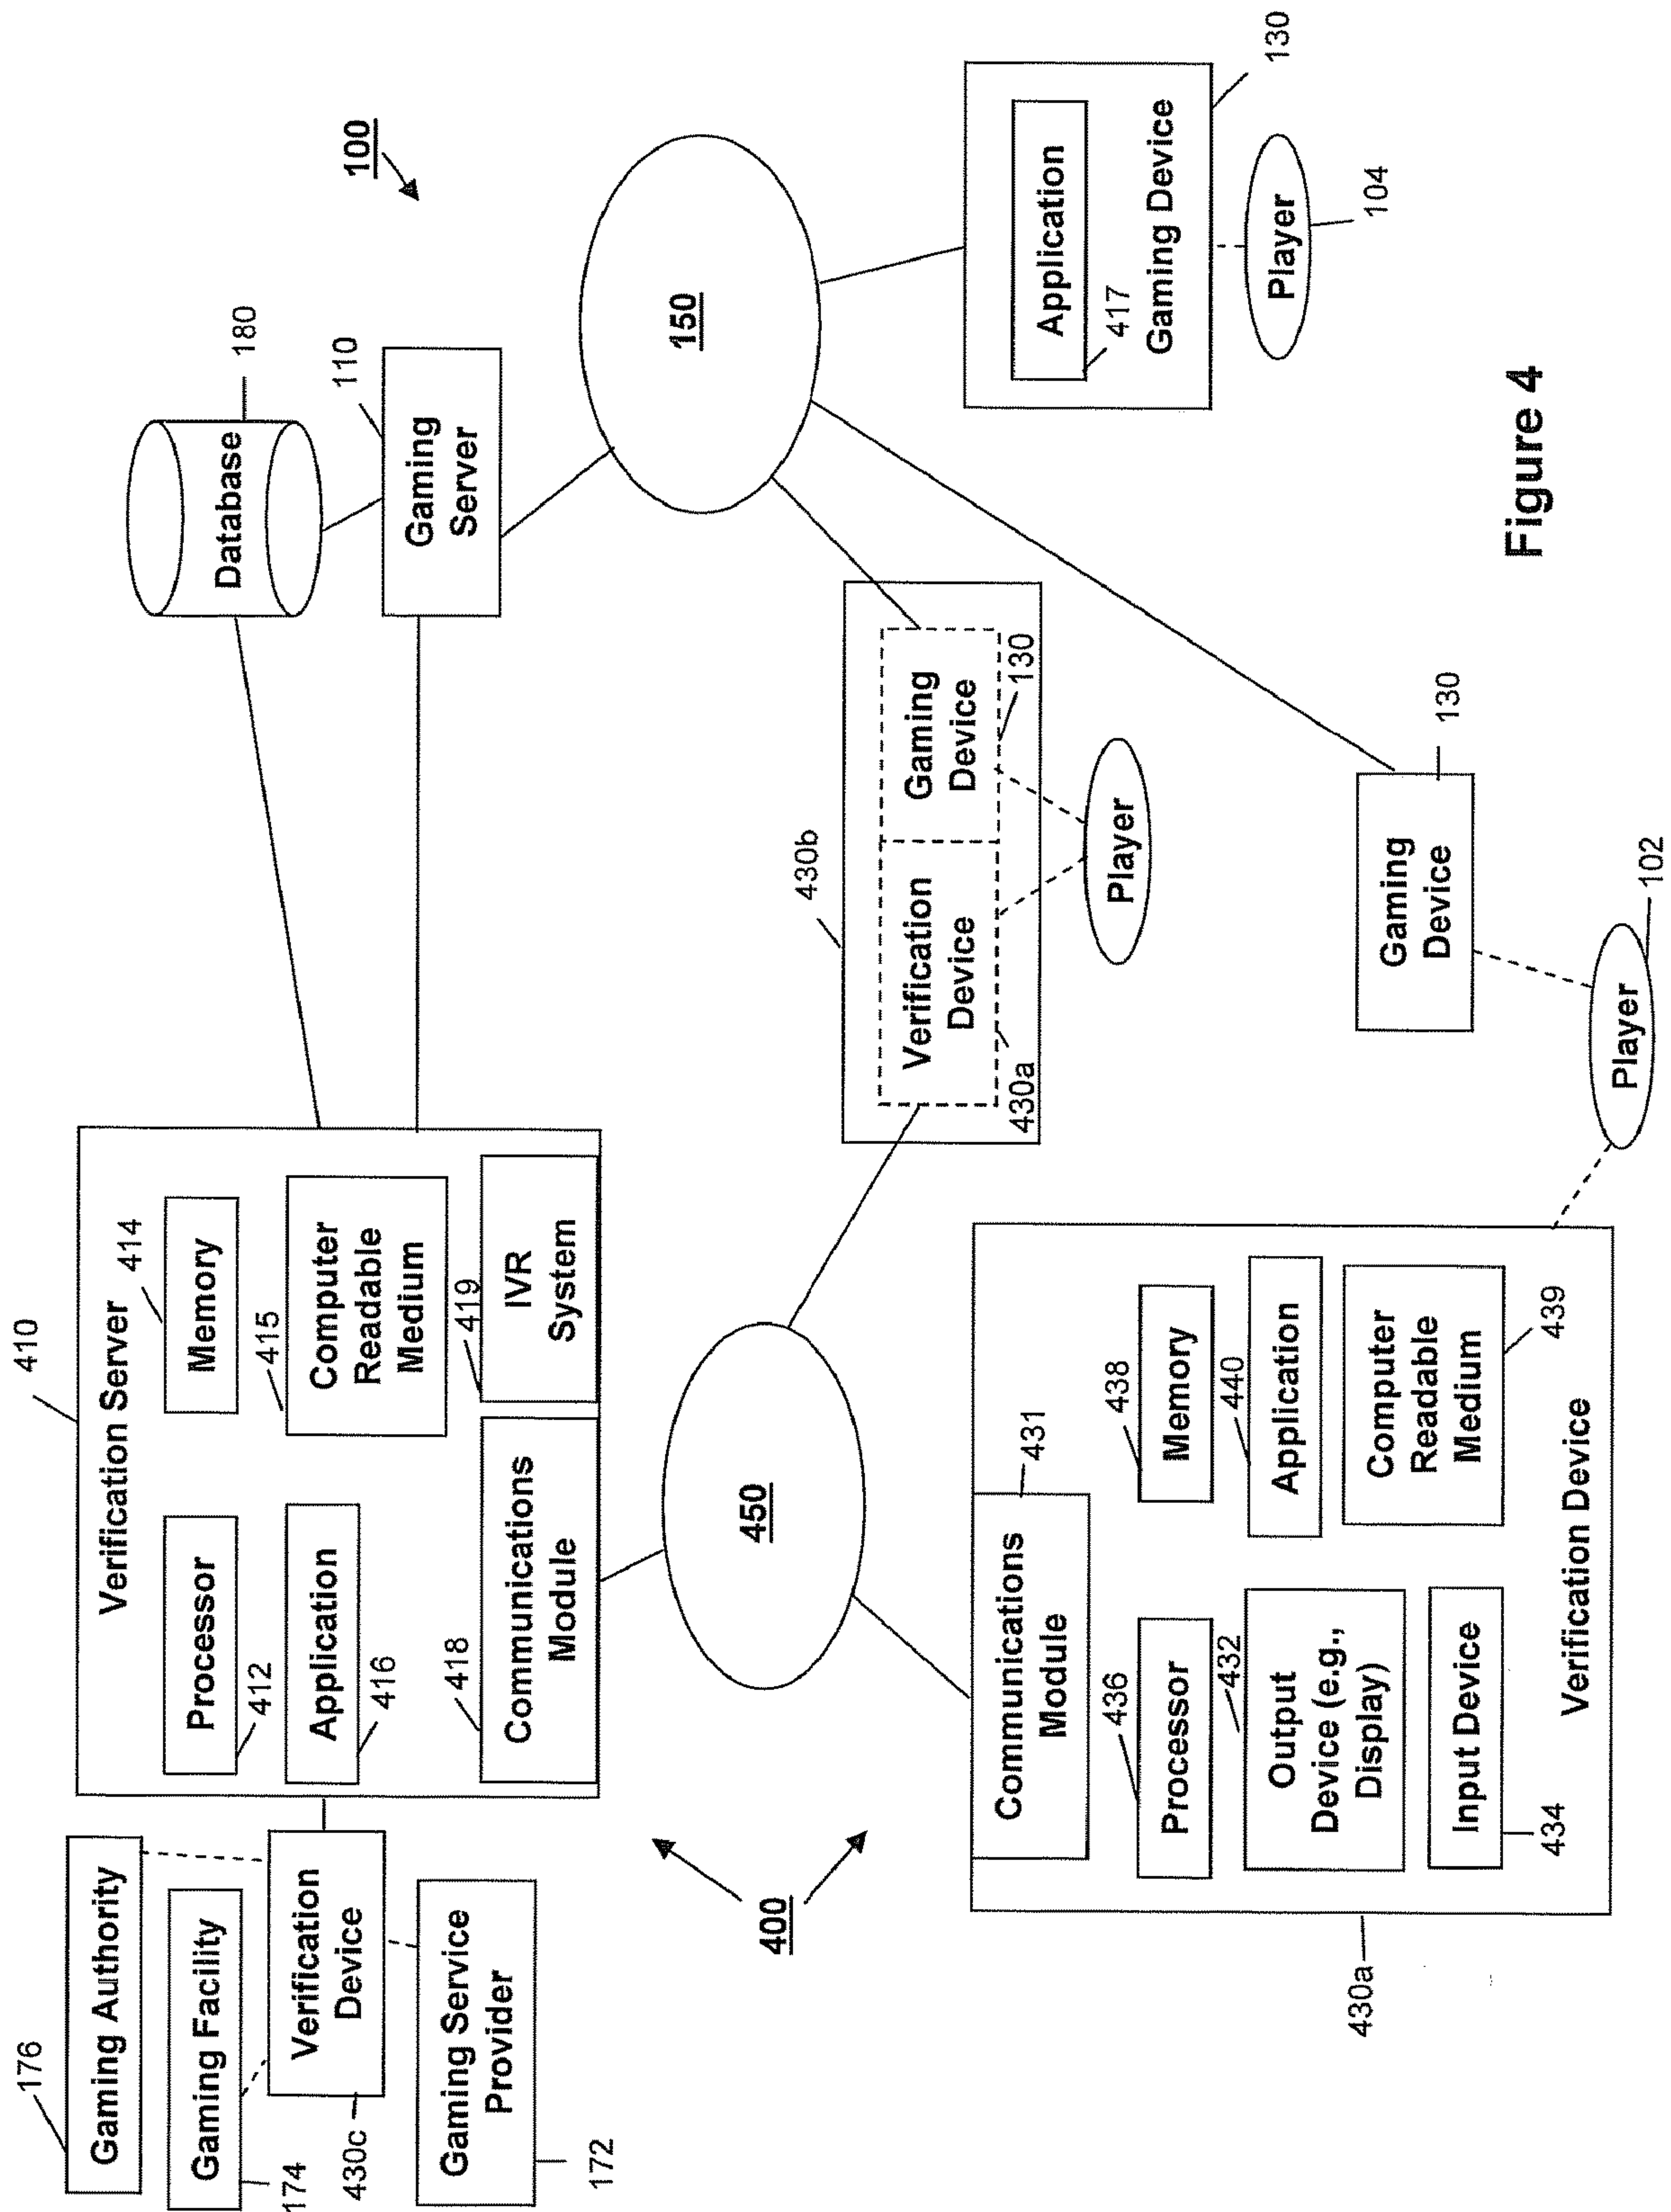 176
Gaming Authority
Gaming Facility
174
Verification
Device
430c
Gaming Service
Provider
172
410
Verification Server
Processor
412
Memory
414
Application
416
415
Computer
Readable
Medium
418
Communications
Module
419
IVR
System
Database
180
110
Gaming
Server
100
400
450
150
430b
Verification
Device
Gaming
Device
430a
130
Player
Application
417
Gaming Device
130
Player
104
Communications
Module
431
436
Processor
438
Memory
432
Output
Device (e.g.,
Display)
440
Application
Input Device
434
Computer
Readable
Medium
439
Verification Device
430a
Gaming
Device
130
Player
102
Figure 4